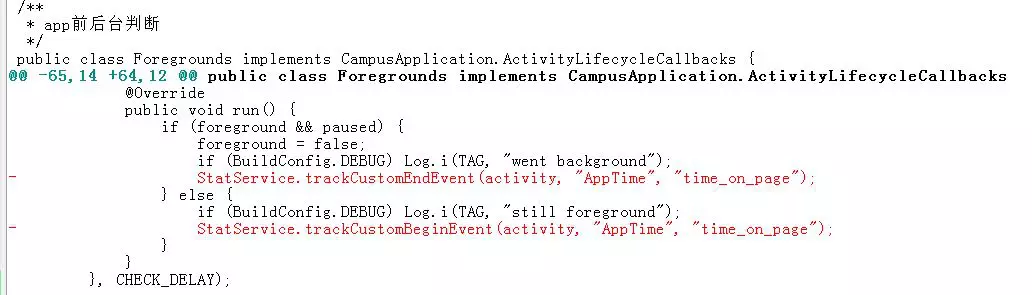 /**
 * app前后台判断
 */
public class Foregrounds implements CampusApplication.ActivityLifecycleCallbacks {
@@ -65,14 +64,12 @@ public class Foregrounds implements CampusApplication.ActivityLifecycleCallbacks
            @Override
            public void run() {
                if (foreground && paused) {
                    foreground = false;
                    if (BuildConfig.DEBUG) Log.i(TAG, "went background");
-                    StatService.trackCustomEndEvent(activity, "AppTime", "time_on_page");
                } else {
                    if (BuildConfig.DEBUG) Log.i(TAG, "still foreground");
-                    StatService.trackCustomBeginEvent(activity, "AppTime", "time_on_page");
                }
            }
        }, CHECK_DELAY);